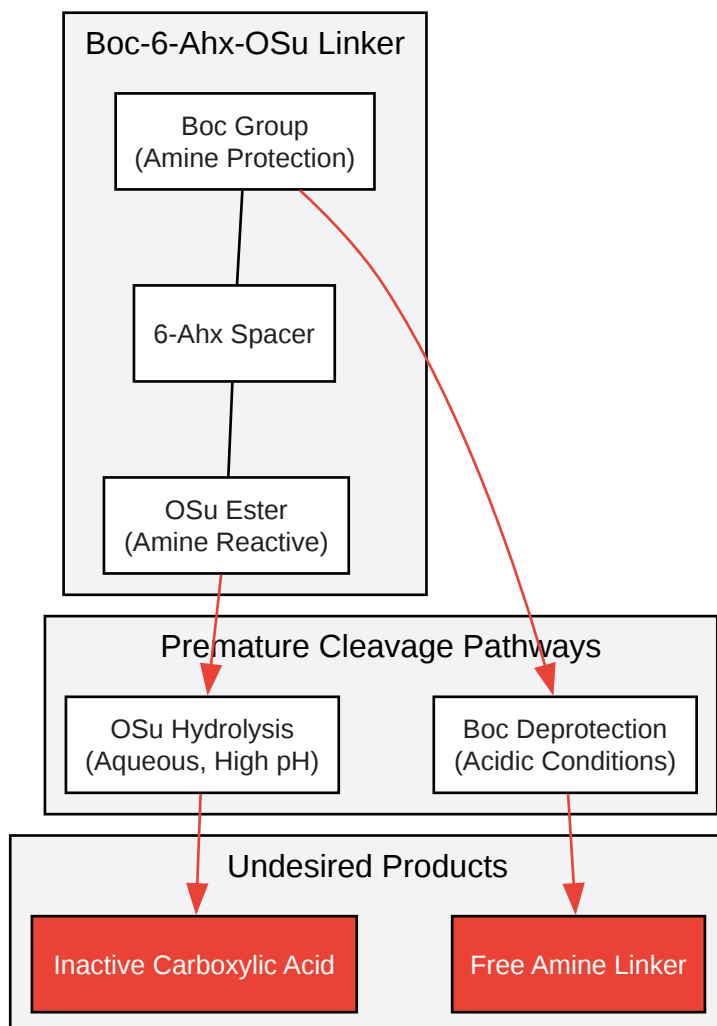 Boc-6-Ahx-OSu Linker
Boc Group
(Amine Protection)
6-Ahx Spacer
OSu Ester
(Amine Reactive)
Premature Cleavage Pathways
OSu Hydrolysis
(Aqueous, High pH)
Boc Deprotection
(Acidic Conditions)
Undesired Products
Inactive Carboxylic Acid
Free Amine Linker